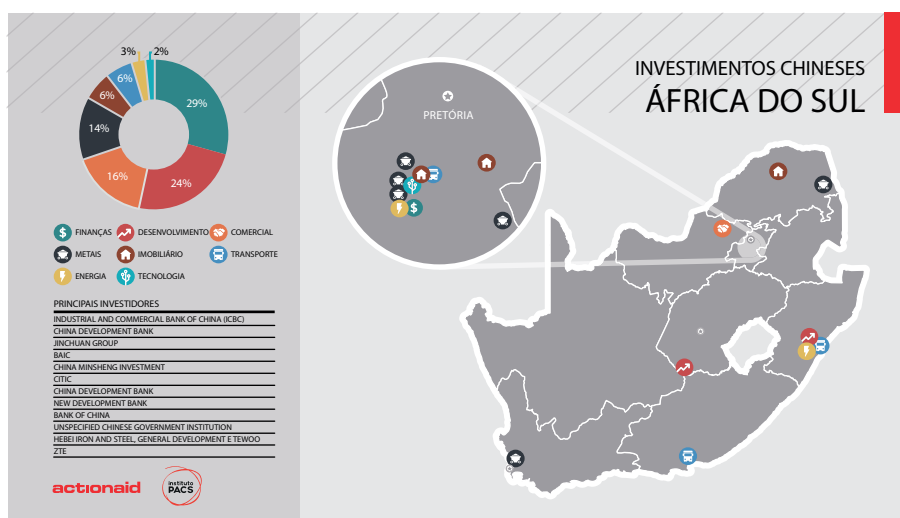 INVESTIMENTOS CHINESES
ÁFRICA DO SUL
3%
2%
6%
29%
6%
14%
16%
24%
$ FINANÇAS
DESENVOLVIMENTO
COMERCIAL
METAIS
IMOBILIÁRIO
TRANSPORTE
ENERGIA
TECNOLOGIA
PRINCIPAIS INVESTIDORES
INDUSTRIAL AND COMMERCIAL BANK OF CHINA (ICBC)
CHINA DEVELOPMENT BANK
JINCHUAN GROUP
BAIC
CHINA MINSHENG INVESTMENT
CITIC
CHINA DEVELOPMENT BANK
NEW DEVELOPMENT BANK
BANK OF CHINA
UNSPECIFIED CHINESE GOVERNMENT INSTITUTION
HEBEI IRON AND STEEL, GENERAL DEVELOPMENT E TEWOO
ZTE
actionaid
instituto
PACS
PRETÓRIA
$